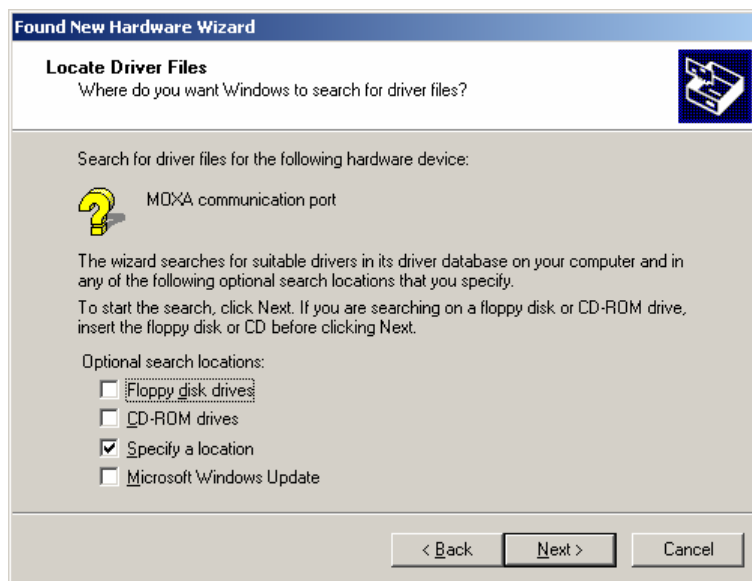 Found New Hardware Wizard
Locate Driver Files
Where do you want Windows to search for driver files?
Search for driver files for the following hardware device:
MOXA communication port
The wizard searches for suitable drivers in its driver database on your computer and in
any of the following optional search locations that you specify.
To start the search, click Next. If you are searching on a floppy disk or CD-ROM drive,
insert the floppy disk or CD before clicking Next.
Optional search locations:
Floppy disk drives
CD-ROM drives
Specify a location
Microsoft Windows Update
< Back Next > Cancel